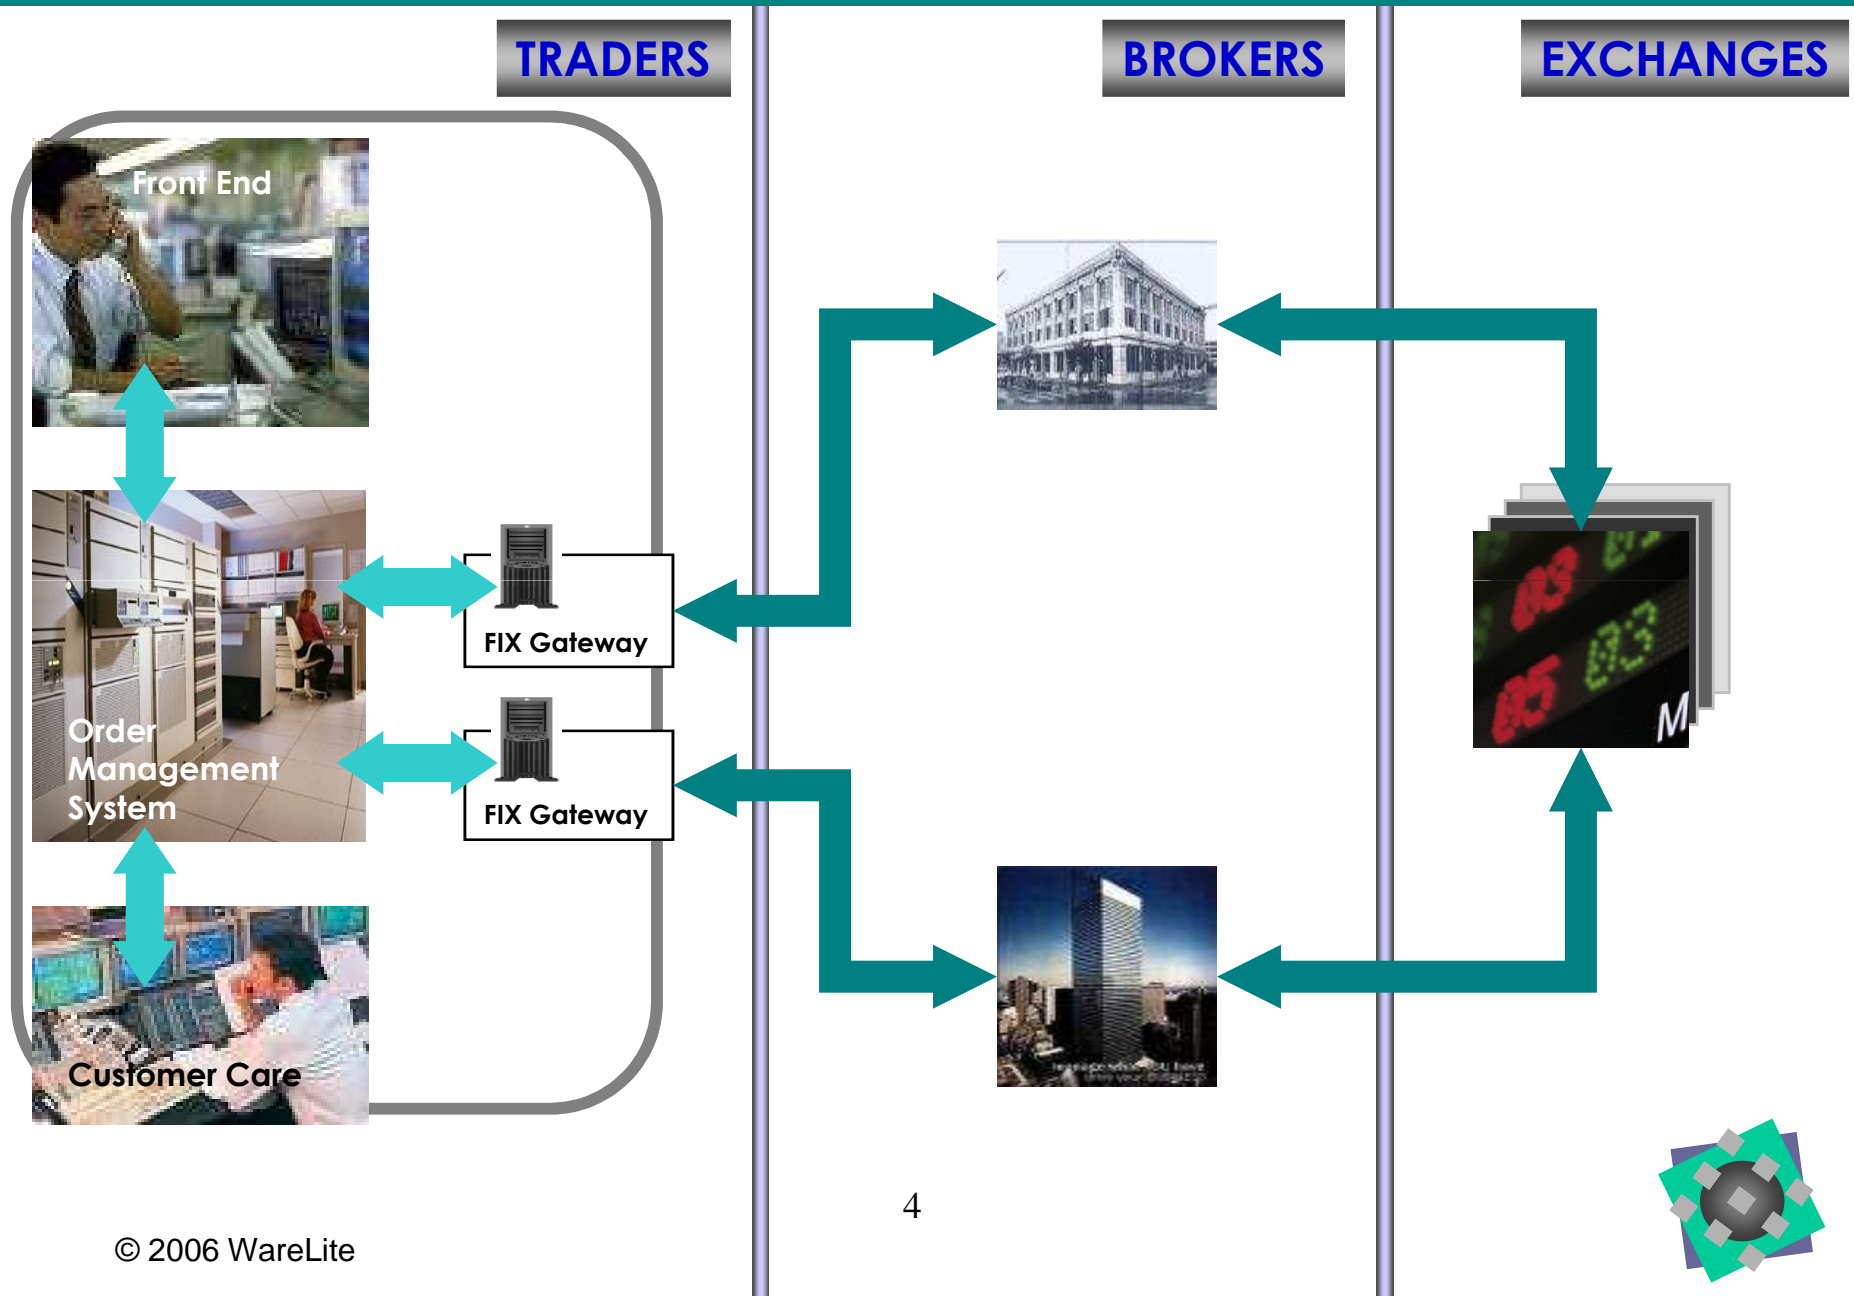 TRADERS
BROKERS
EXCHANGES
Front End
FIX Gateway
Order
Management
System
FIX Gateway
M
Customer Care
4
© 2006 WareLite